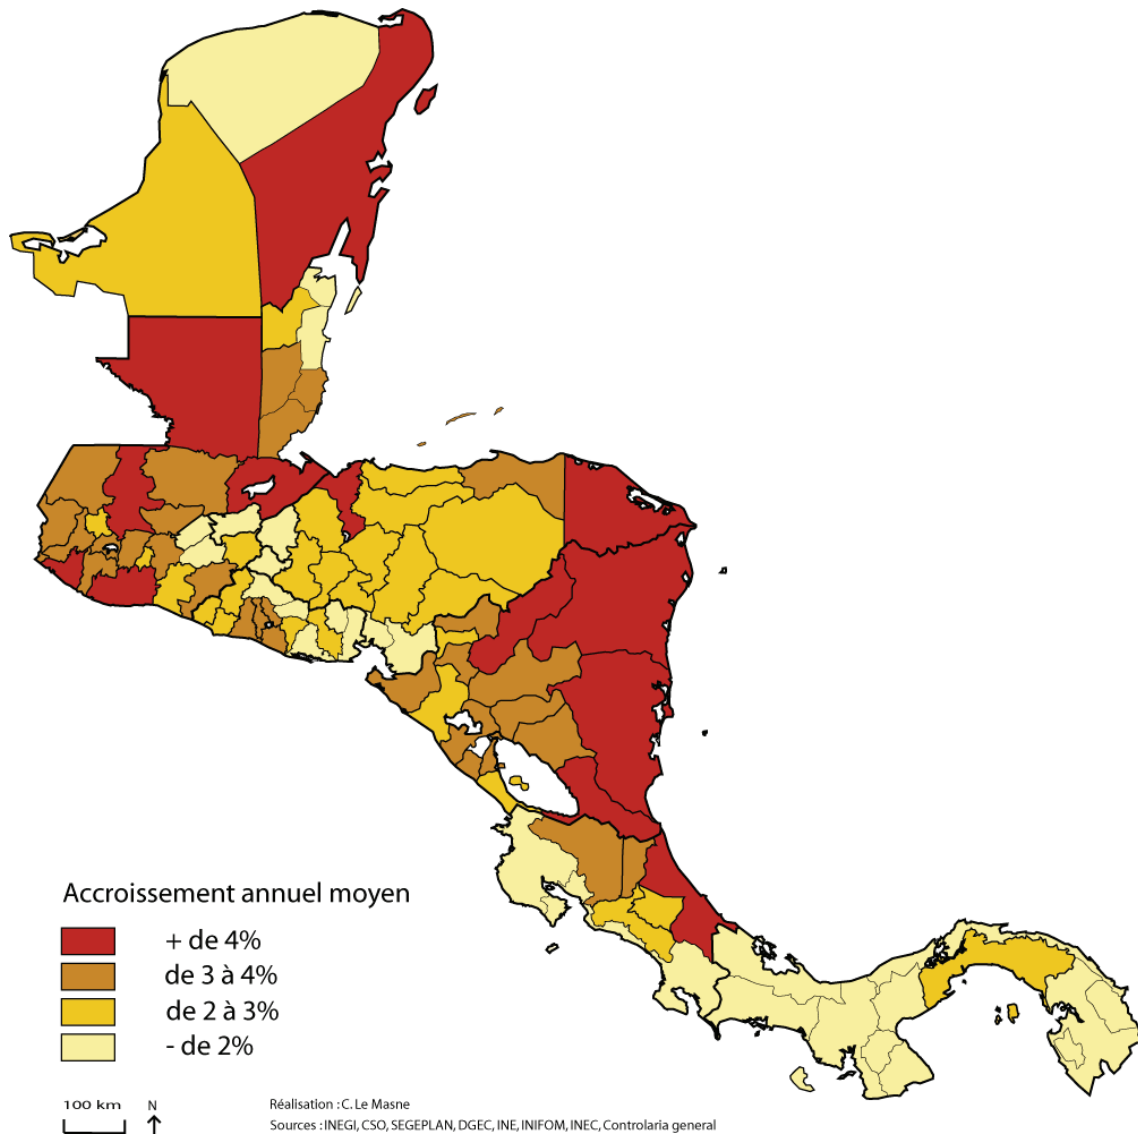 Accroissement annuel moyen
+ de 4%
de 3 à 4%
de 2 à 3%
- de 2%
100 km
N
Réalisation : C. Le Masne
Sources : INEGI, CSO, SEGEPLAN, DGEC, INE, INIFOM, INEC, Controlaria general